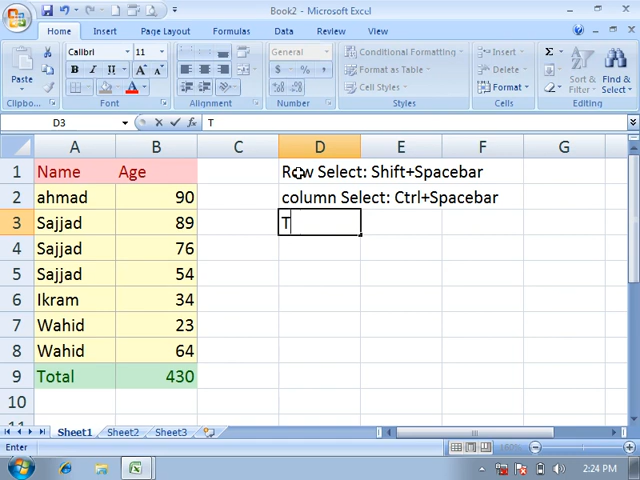 Book2 - Microsoft Excel
Home Insert Page Layout Formulas Data Review View
Calibri 11 General Conditional Formatting Insert
Paste B I U A A Format as Table Delete Sort & Filter Find & Select
A $ % , Cell Styles Format
Clipbo... Font Alignment Number Styles Cells Editing
D3 fx T
A B C D E F G
1 Name Age Row Select: Shift+Spacebar
2 ahmad 90 column Select: Ctrl+Spacebar
3 Sajjad 89 T
4 Sajjad 76
5 Sajjad 54
6 Ikram 34
7 Wahid 23
8 Wahid 64
9 Total 430
10
Sheet1 Sheet2 Sheet3
Enter
2:24 PM